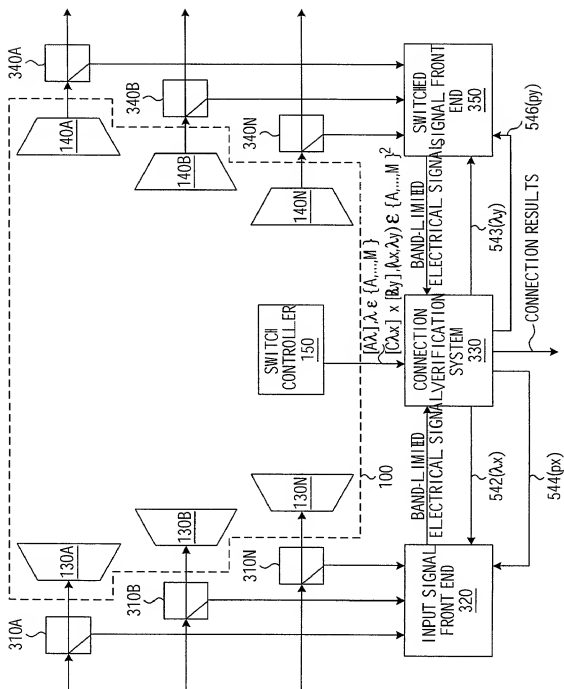 340A
340B
340N
140A
140B
140N
SWITCHED
SIGNAL FRONT
END
350
546(py)
BAND-LIMITED
ELECTRICAL SIGNALS
543(λy)
SWITCH
CONTROLLER
150
[Aλ],λ ε {A,...,M}
[Cλx] x [Bλy],(λx,λy) ε {A,...,M}²
CONNECTION
VERIFICATION
SYSTEM
330
CONNECTION RESULTS
100
BAND-LIMITED
ELECTRICAL SIGNAL
542(λx)
544(px)
130A
130B
130N
310A
310B
310N
INPUT SIGNAL
FRONT END
320